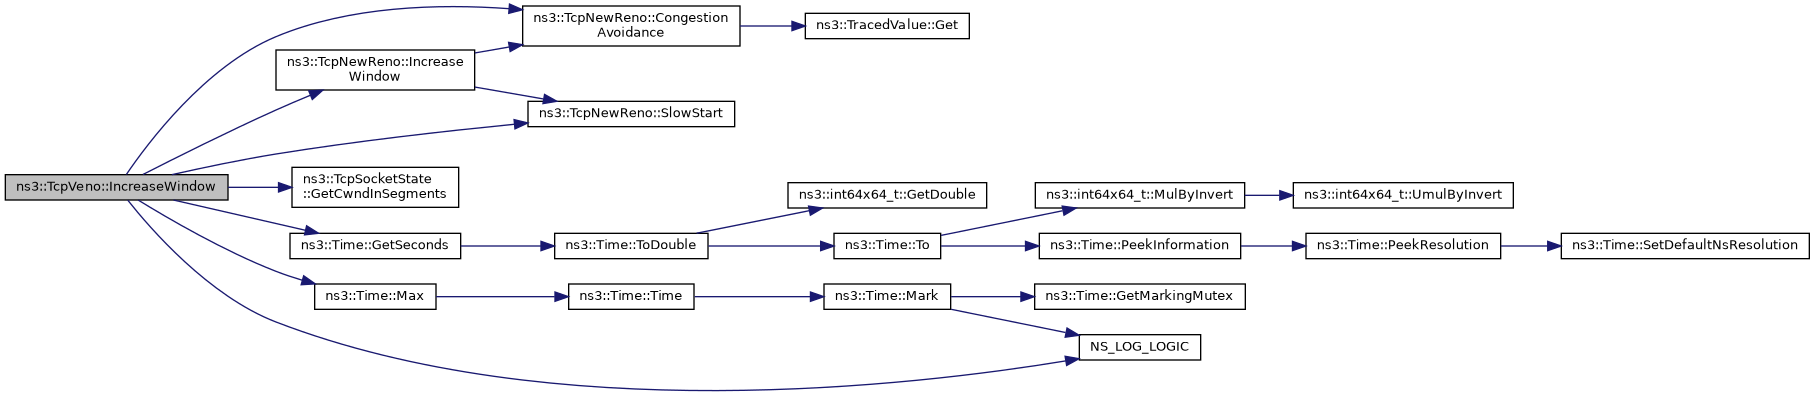 ns3::TcpNewReno::Congestion
Avoidance
ns3::TracedValue::Get
ns3::TcpNewReno::Increase
Window
ns3::TcpNewReno::SlowStart
ns3::TcpVeno::IncreaseWindow
ns3::TcpSocketState
::GetCwndInSegments
ns3::int64x64_t::GetDouble
ns3::int64x64_t::MulByInvert
ns3::int64x64_t::UmulByInvert
ns3::Time::GetSeconds
ns3::Time::ToDouble
ns3::Time::To
ns3::Time::PeekInformation
ns3::Time::PeekResolution
ns3::Time::SetDefaultNsResolution
ns3::Time::Max
ns3::Time::Time
ns3::Time::Mark
ns3::Time::GetMarkingMutex
NS_LOG_LOGIC